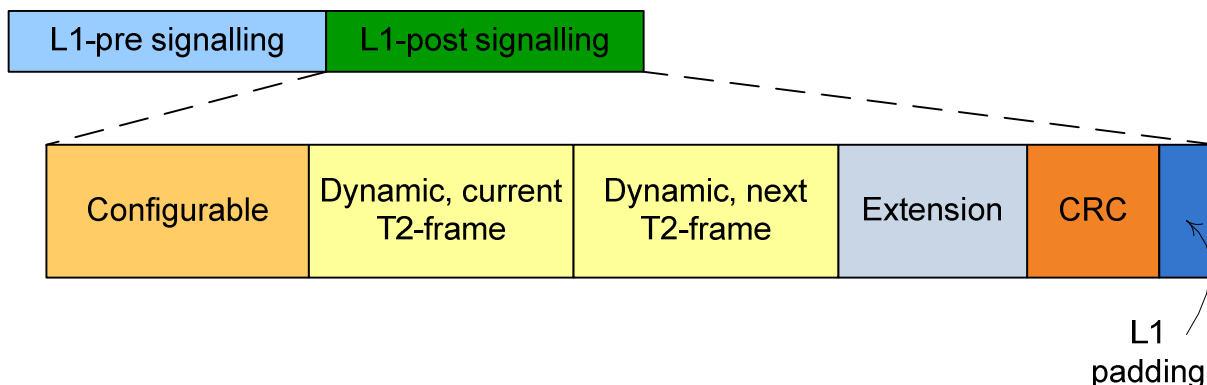 L1-pre signalling
L1-post signalling
Configurable
Dynamic, current
T2-frame
Dynamic, next
T2-frame
Extension
CRC
L1
padding